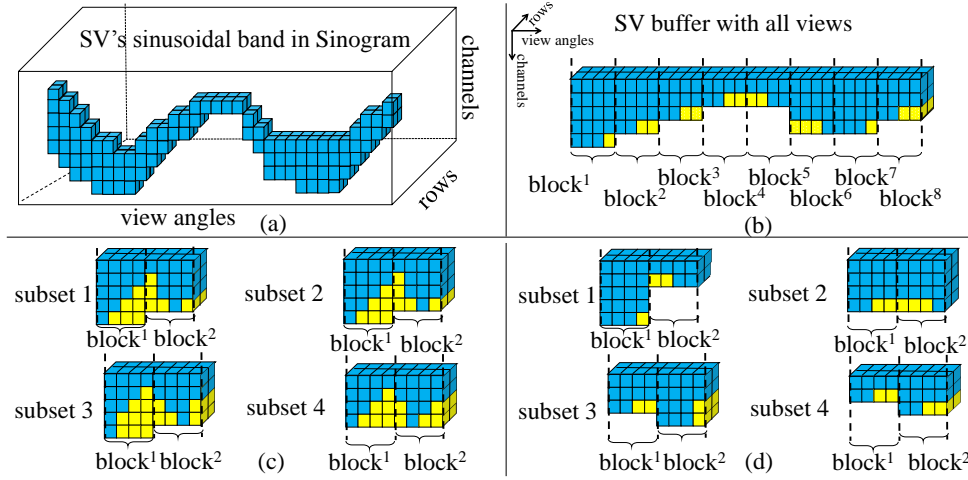 SV's sinusoidal band in Sinogram
channels
rows
view angles
(a)
rows
view angles
channels
SV buffer with all views
block1
block2
block3
block4
block5
block6
block7
block8
(b)
subset 1
block1
block2
subset 2
block1
block2
subset 3
block1
block2
subset 4
block1
block2
(c)
subset 1
block1
block2
subset 2
block1
block2
subset 3
block1
block2
subset 4
block1
block2
(d)